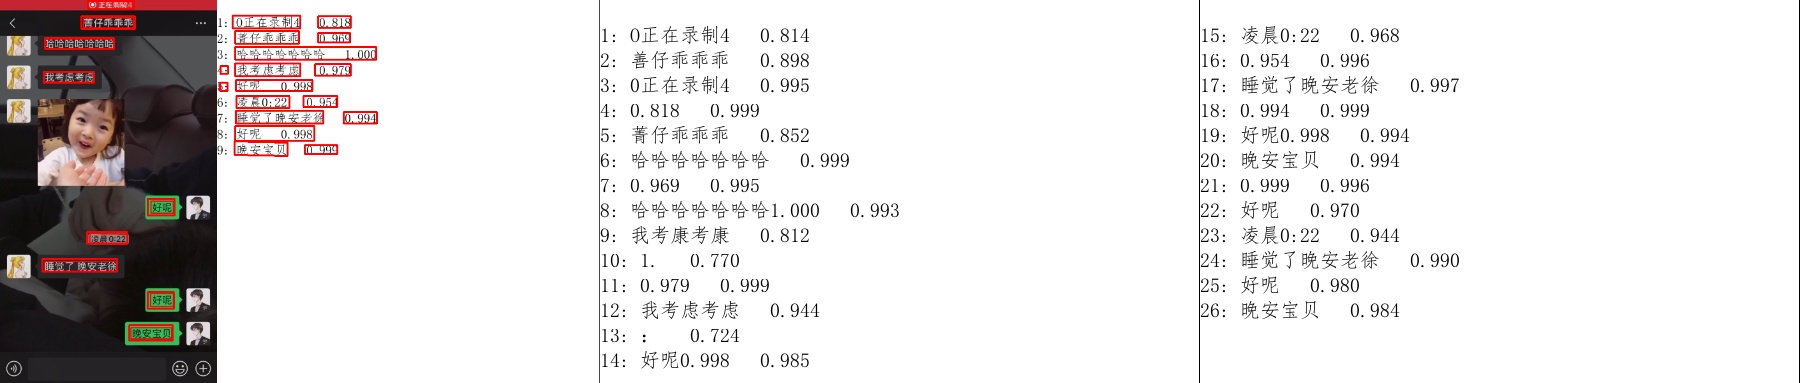 正在录制4
菁仔乖乖乖
哈哈哈哈哈哈哈
我考虑考虑
好呢
凌晨0:22
睡觉了 晚安老徐
好呢
晚安宝贝
1: 0正在录制4 0.818
2: 菁仔乖乖乖 0.969
3: 哈哈哈哈哈哈哈 1.000
4: 我考虑考虑 0.979
5: 好呢 0.998
6: 凌晨0:22 0.954
7: 睡觉了晚安老徐 0.994
8: 好呢 0.998
9: 晚安宝贝 0.999
1: 0正在录制4 0.814
2: 善仔乖乖乖 0.898
3: 0正在录制4 0.995
4: 0.818 0.999
5: 菁仔乖乖乖 0.852
6: 哈哈哈哈哈哈哈 0.999
7: 0.969 0.995
8: 哈哈哈哈哈哈哈1.000 0.993
9: 我考康考康 0.812
10: 1. 0.770
11: 0.979 0.999
12: 我考虑考虑 0.944
13: : 0.724
14: 好呢0.998 0.985
15: 凌晨0:22 0.968
16: 0.954 0.996
17: 睡觉了晚安老徐 0.997
18: 0.994 0.999
19: 好呢0.998 0.994
20: 晚安宝贝 0.994
21: 0.999 0.996
22: 好呢 0.970
23: 凌晨0:22 0.944
24: 睡觉了晚安老徐 0.990
25: 好呢 0.980
26: 晚安宝贝 0.984